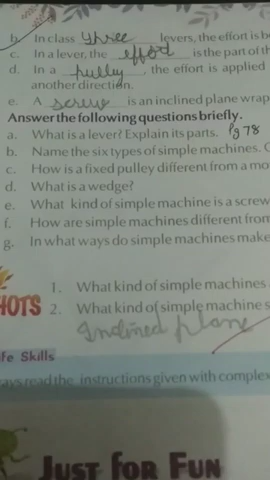 b. In class three levers, the effort is b
c. In a lever, the effod is the part of th
d. In a pully, the effort is applied
another direction.
e. A screw is an inclined plane wrap
Answer the following questions briefly.
a. What is a lever? Explain its parts. Pg 78
b. Name the six types of simple machines. C
c. How is a fixed pulley different from a mo
d. What is a wedge?
e. What kind of simple machine is a screw
f. How are simple machines different from
g. In what ways do simple machines make
1. What kind of simple machines
HOTS 2. What kind of simple machine s
Indined plane
fe Skills
ays read the instructions given with complex
JUST FOR FUN